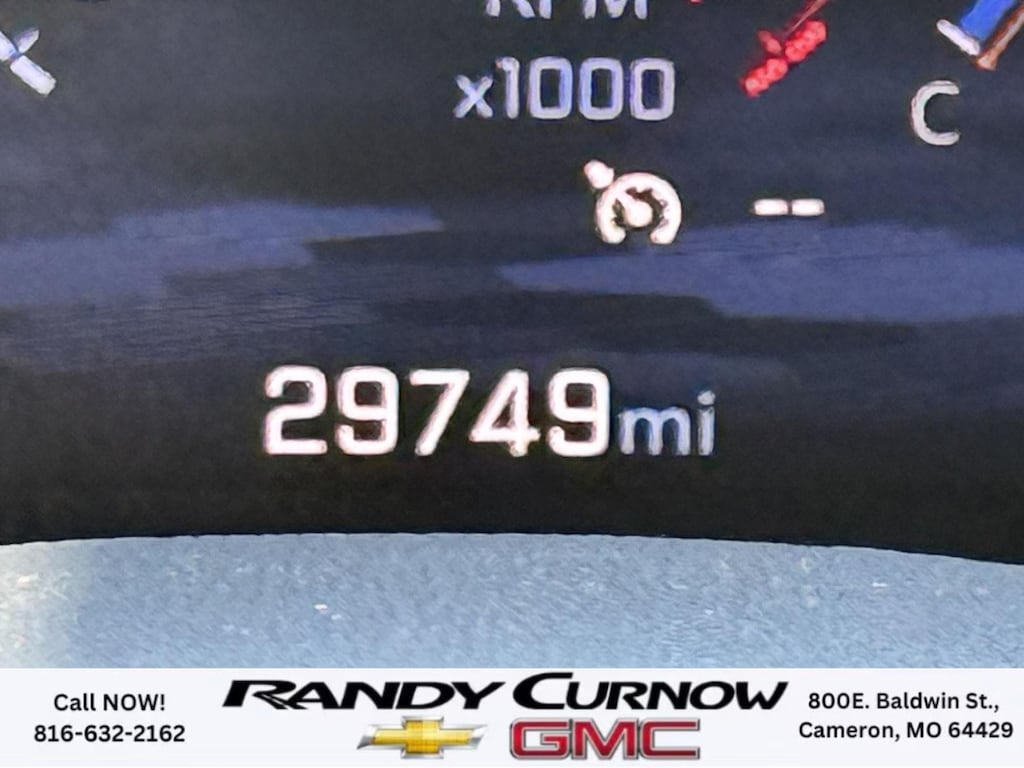 RPM
x1000
C
--
29749mi
Call NOW!
816-632-2162
RANDY CURNOW
GMC
800E. Baldwin St.,
Cameron, MO 64429